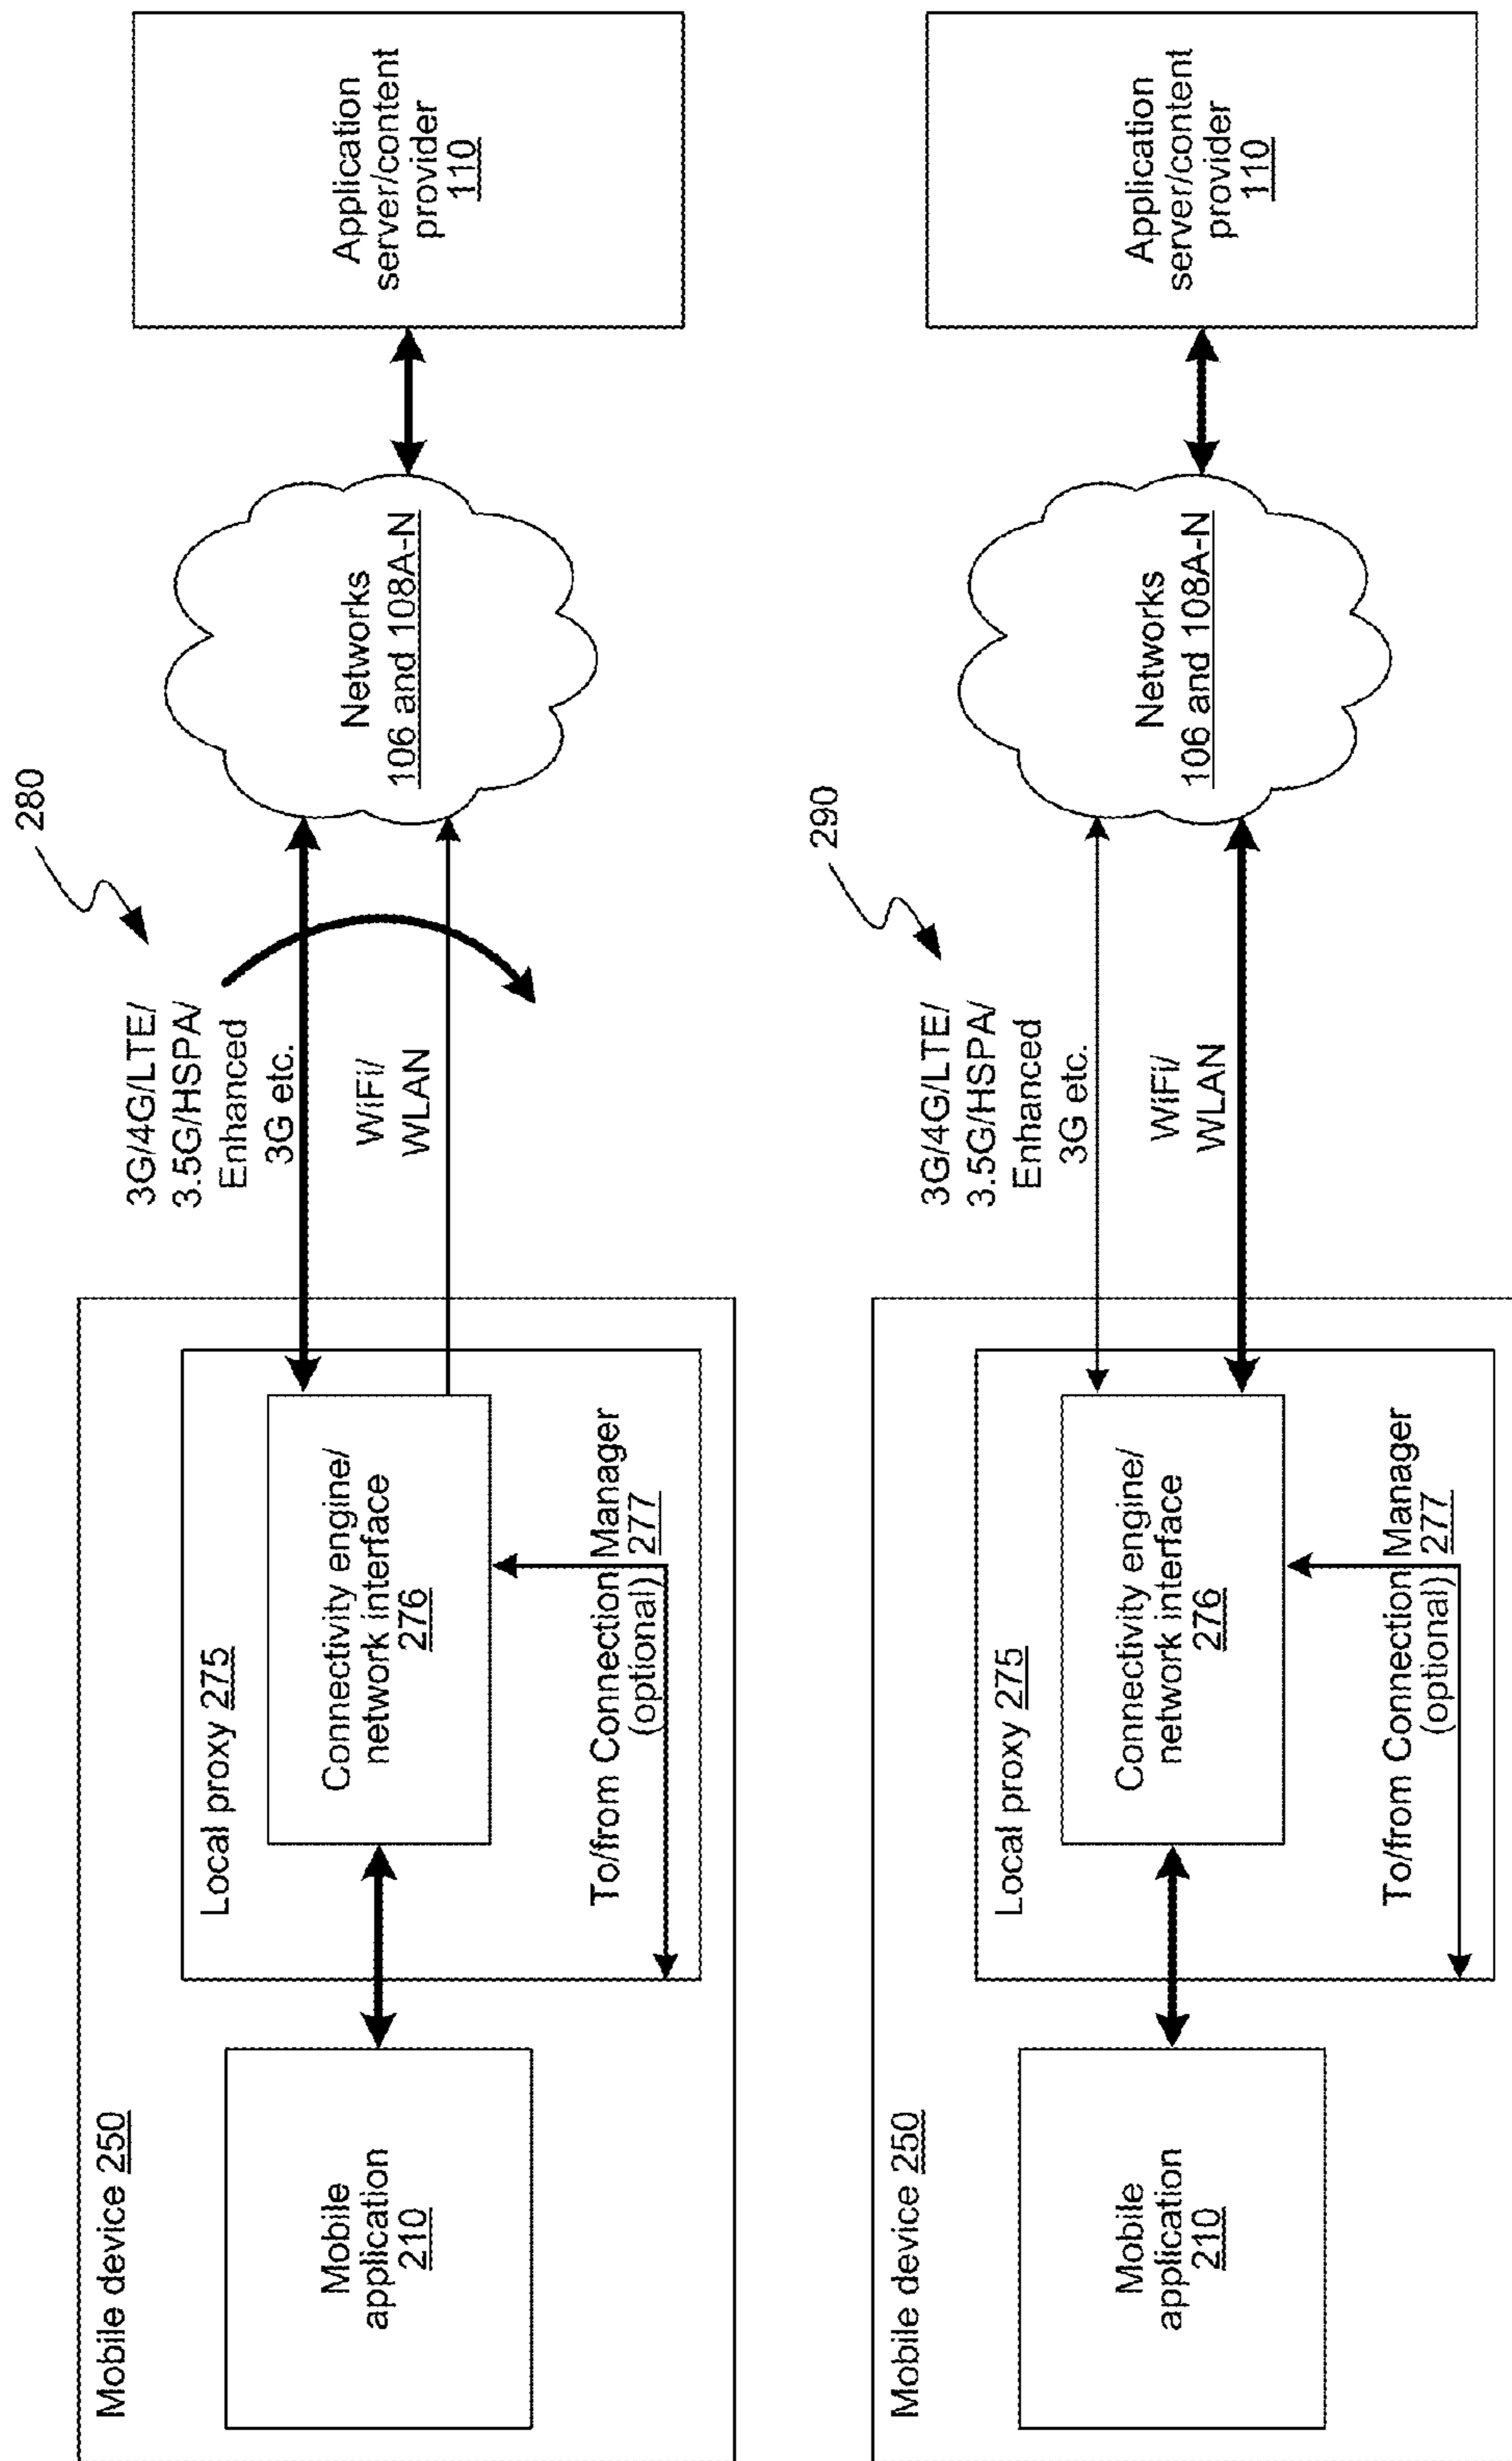 Mobile device 250
Mobile
application
210
Local proxy 275
Connectivity engine/
network interface
276
To/from Connection Manager
(optional) 277
280
3G/4G/LTE/
3.5G/HSPA/
Enhanced
3G etc.
WiFi/
WLAN
Networks
106 and 108A-N
Application
server/content
provider
110
Mobile device 250
Mobile
application
210
Local proxy 275
Connectivity engine/
network interface
276
To/from Connection Manager
(optional) 277
290
3G/4G/LTE/
3.5G/HSPA/
Enhanced
3G etc.
WiFi/
WLAN
Networks
106 and 108A-N
Application
server/content
provider
110